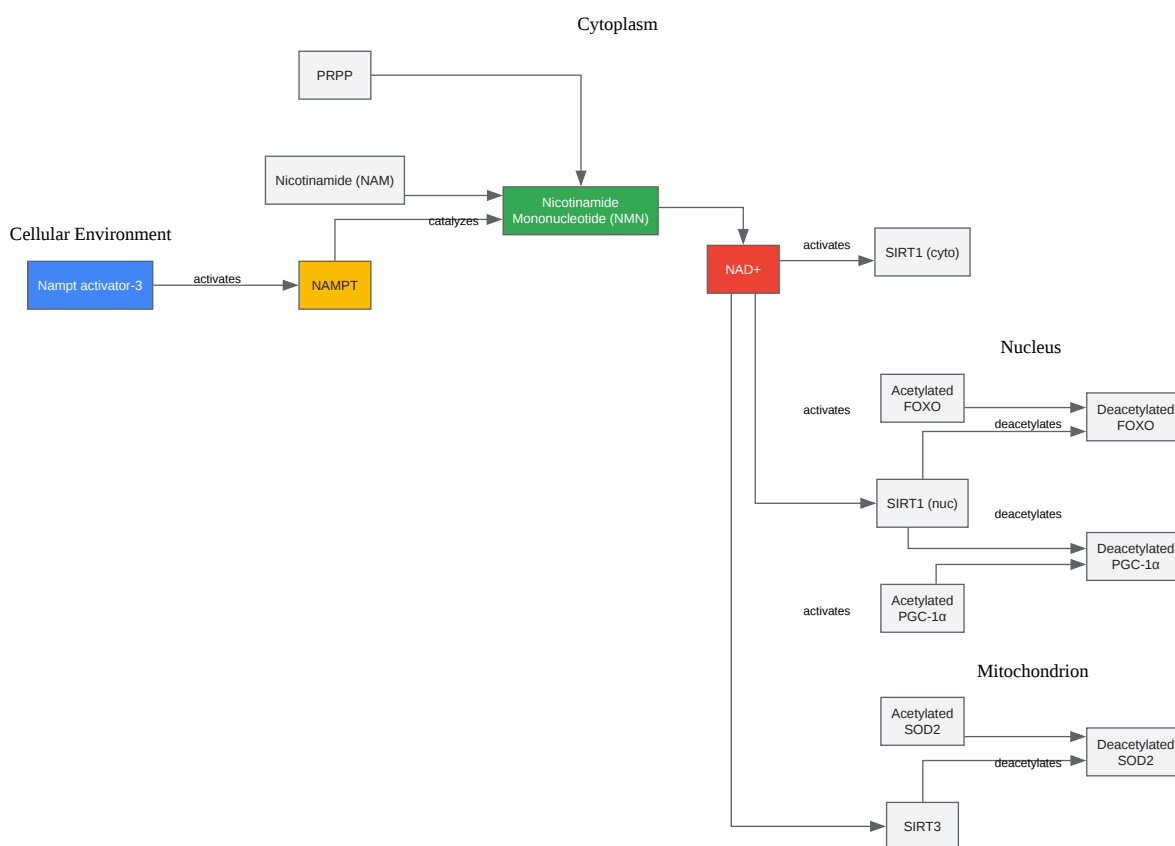 Cytoplasm
PRPP
Nicotinamide (NAM)
Nicotinamide
Mononucleotide (NMN)
catalyzes
Cellular Environment
Nampt activator-3
activates
NAMPT
NAD+
activates
SIRT1 (cyto)
Nucleus
activates
Acetylated
FOXO
deacetylates
Deacetylated
FOXO
SIRT1 (nuc)
deacetylates
Deacetylated
PGC-1α
activates
Acetylated
PGC-1α
Mitochondrion
Acetylated
SOD2
deacetylates
Deacetylated
SOD2
SIRT3